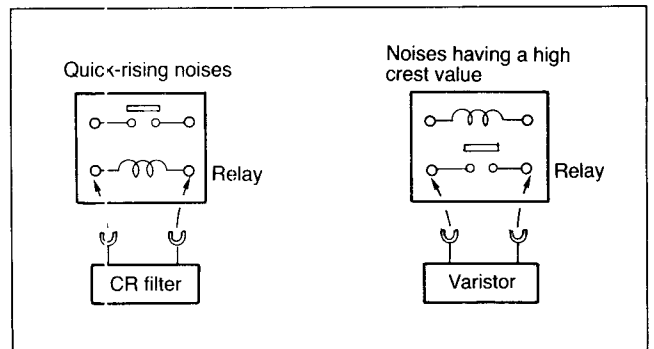 Quick-rising noises
Relay
CR filter
Noises having a high
crest value
Relay
Varistor